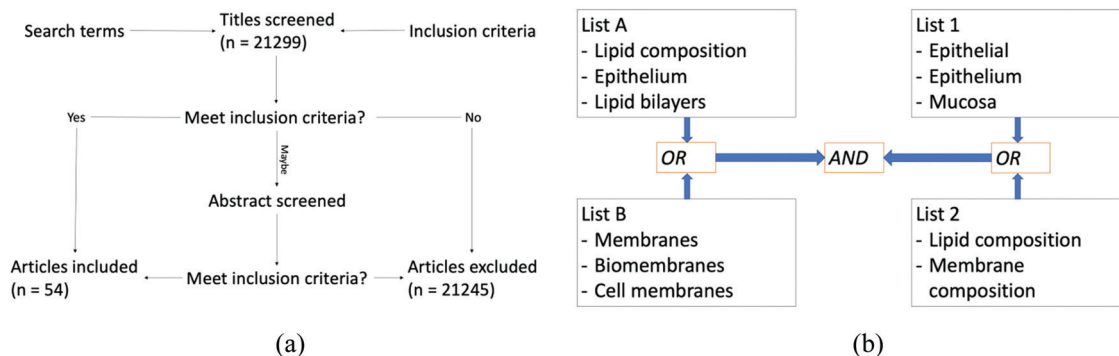 Search terms
Titles screened
(n = 21299)
Inclusion criteria
Yes
Meet inclusion criteria?
No
Maybe
Abstract screened
Articles included
(n = 54)
Meet inclusion criteria?
Articles excluded
(n = 21245)
(a)
List A
- Lipid composition
- Epithelium
- Lipid bilayers
List 1
- Epithelial
- Epithelium
- Mucosa
OR
AND
OR
List B
- Membranes
- Biomembranes
- Cell membranes
List 2
- Lipid composition
- Membrane
composition
(b)